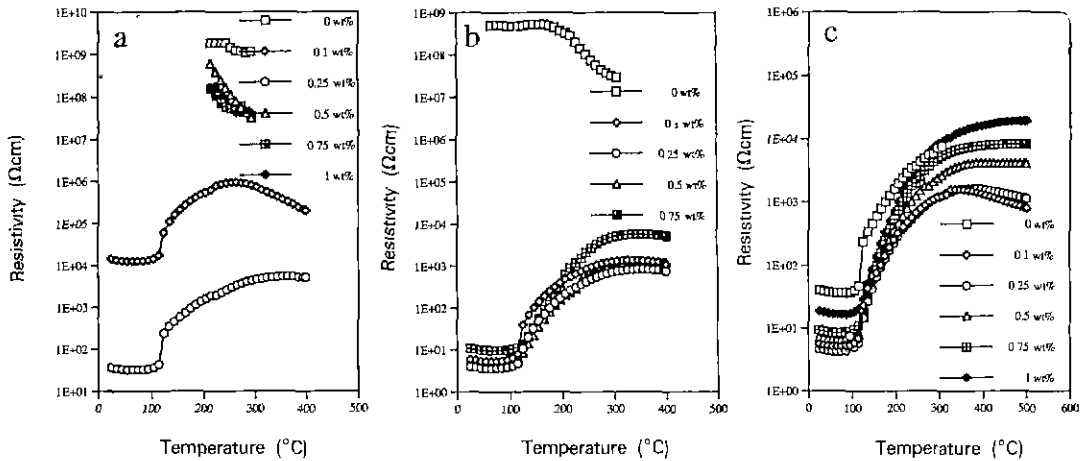 a
1E+10
1E+09
1E+08
1E+07
1E+06
1E+05
1E+04
1E+03
1E+02
1E+01
0
100
200
300
400
500
Resistivity (Ωcm)
Temperature (°C)
0 wt%
0 1 wt%
0.25 wt%
0.5 wt%
0 75 wt%
1 wt%
b
1E+09
1E+08
1E+07
1E+06
1E+05
1E+04
1E+03
1E+02
1E+01
1E+00
0
100
200
300
400
500
Resistivity (Ωcm)
Temperature (°C)
0 wt%
wt%
0.25 wt%
0.5 wt%
0.75 wt%
c
1E+06
1E+05
1E+04
1E+03
1E+02
1E+01
1E+00
0
100
200
300
400
500
600
Resistivity (Ωcm)
Temperature (°C)
0 wt%
0 1 wt%
0 25 wt%
0.5 wt%
0 75 wt%
1 wt%